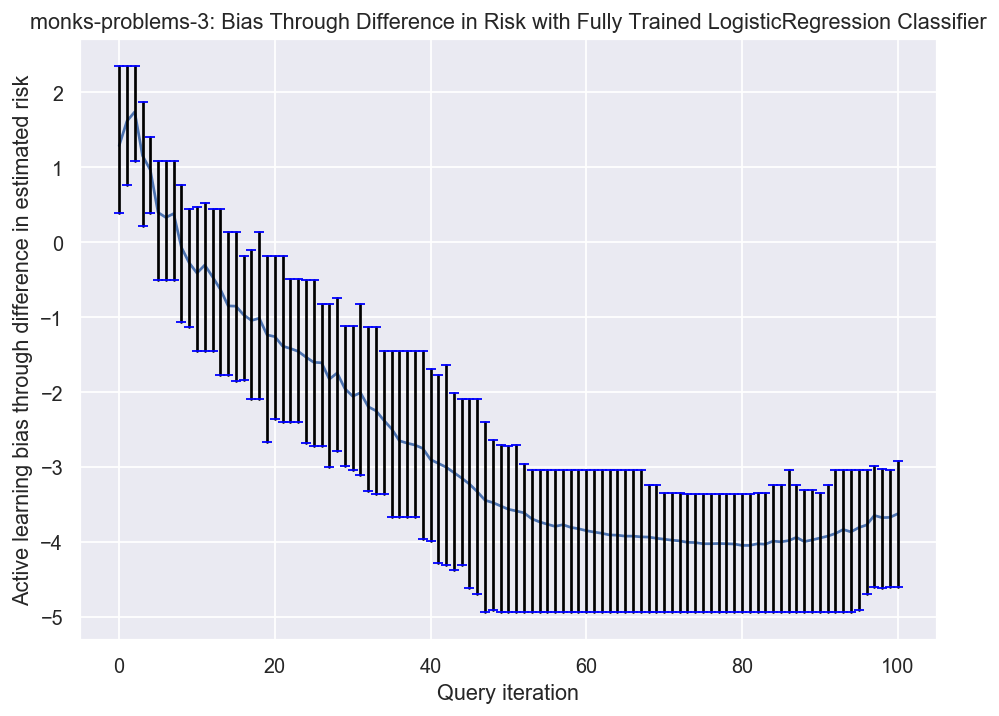 monks-problems-3: Bias Through Difference in Risk with Fully Trained LogisticRegression Classifier
Active learning bias through difference in estimated risk
2
1
0
−1
−2
−3
−4
−5
0 20 40 60 80 100
Query iteration